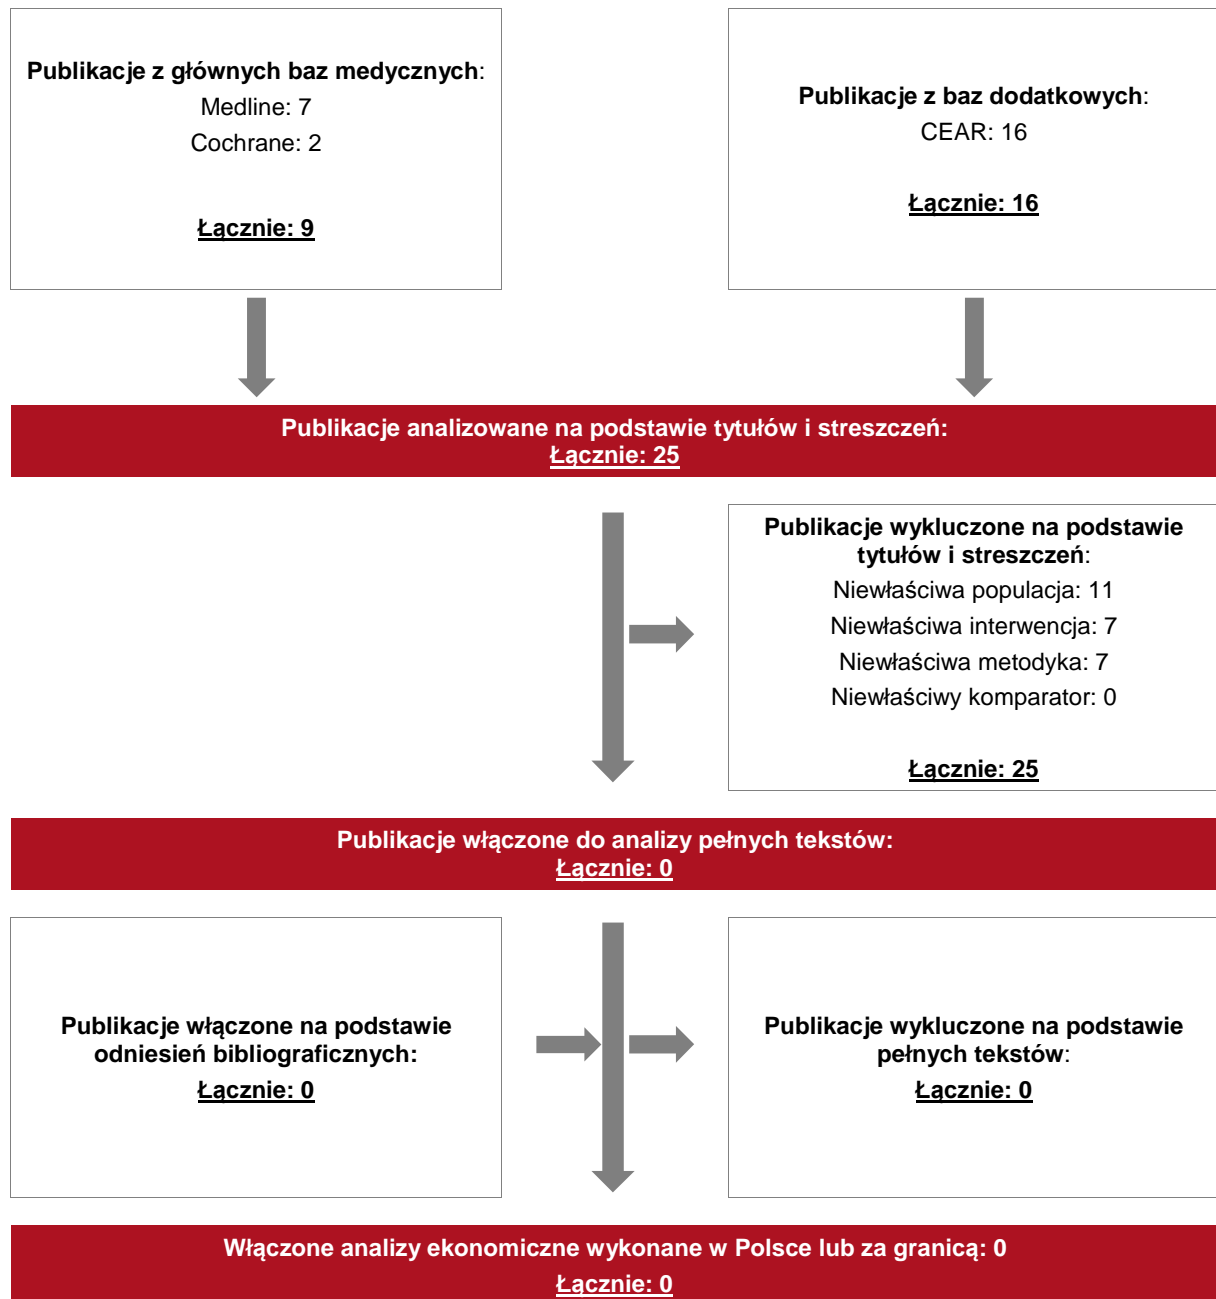 Publikacje z głównych baz medycznych:
Medline: 7
Cochrane: 2
Łącznie: 9
Publikacje z baz dodatkowych:
CEAR: 16
Łącznie: 16
Publikacje analizowane na podstawie tytułów i streszczeń:
Łącznie: 25
Publikacje wykluczone na podstawie
tytułów i streszczeń:
Niewłaściwa populacja: 11
Niewłaściwa interwencja: 7
Niewłaściwa metodyka: 7
Niewłaściwy komparator: 0
Łącznie: 25
Publikacje włączone do analizy pełnych tekstów:
Łącznie: 0
Publikacje włączone na podstawie
odniesień bibliograficznych:
Łącznie: 0
Publikacje wykluczone na podstawie
pełnych tekstów:
Łącznie: 0
Włączone analizy ekonomiczne wykonane w Polsce lub za granicą: 0
Łącznie: 0